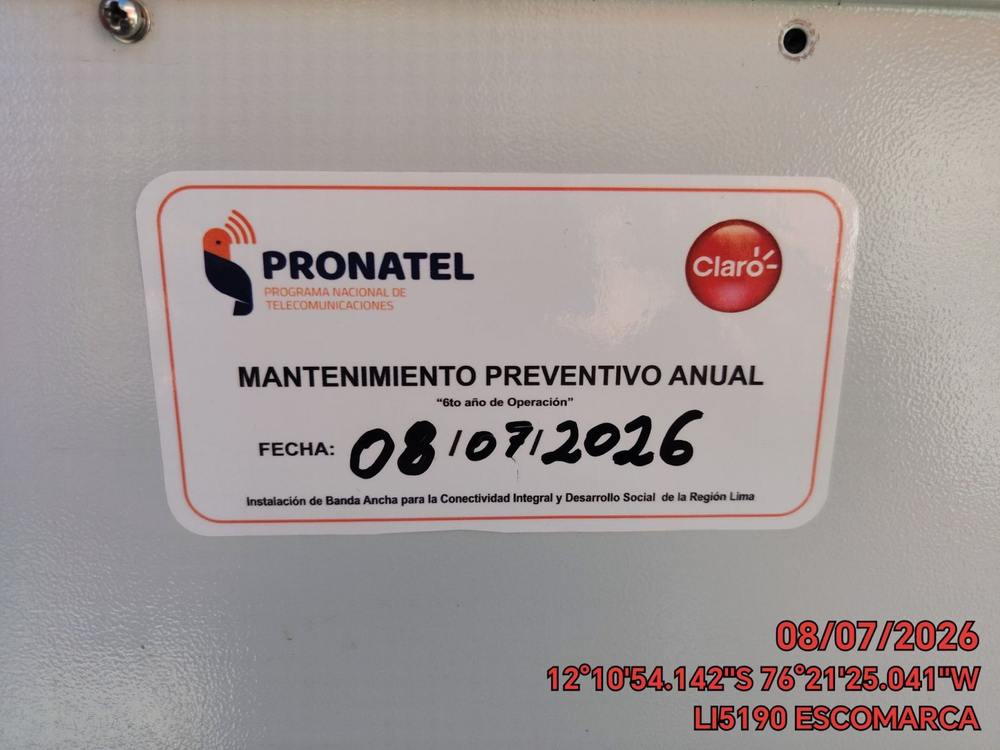 PRONATEL
PROGRAMA NACIONAL DE
TELECOMUNICACIONES
Claro
MANTENIMIENTO PREVENTIVO ANUAL
“6to año de Operación”
FECHA: 08/07/2026
Instalación de Banda Ancha para la Conectividad Integral y Desarrollo Social de la Región Lima
08/07/2026
12°10'54.142"S 76°21'25.041"W
LI5190 ESCOMARCA